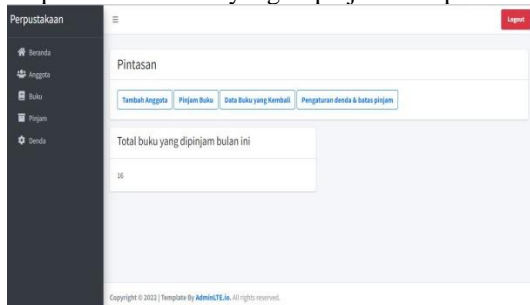 Perpustakaan
Logout
Beranda
Anggota
Buku
Pinjam
Denda
Pintasan
Tambah Anggota Pinjam Buku Data Buku yang Kembali Pengaturan denda & batas pinjam
Total buku yang dipinjam bulan ini
16
Copyright © 2022 | Template By AdminLTE.io. All rights reserved.